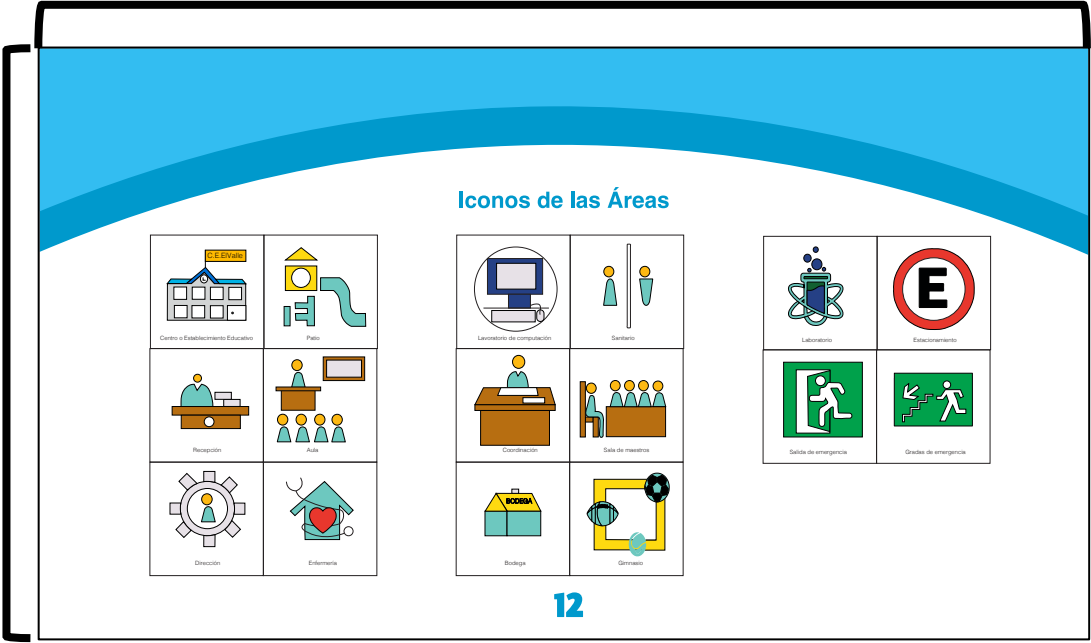 Iconos de las Áreas
C.E.ElValle
Centro o Establecimiento Educativo
Patio
Recepción
Aula
Dirección
Enfermería
Lavoratorio de computación
Sanitario
Coordinación
Sala de maestros
BODEGA
Bodega
Gimnasio
Laboratorio
E
Estacionamiento
Salida de emergencia
Gradas de emergencia
12